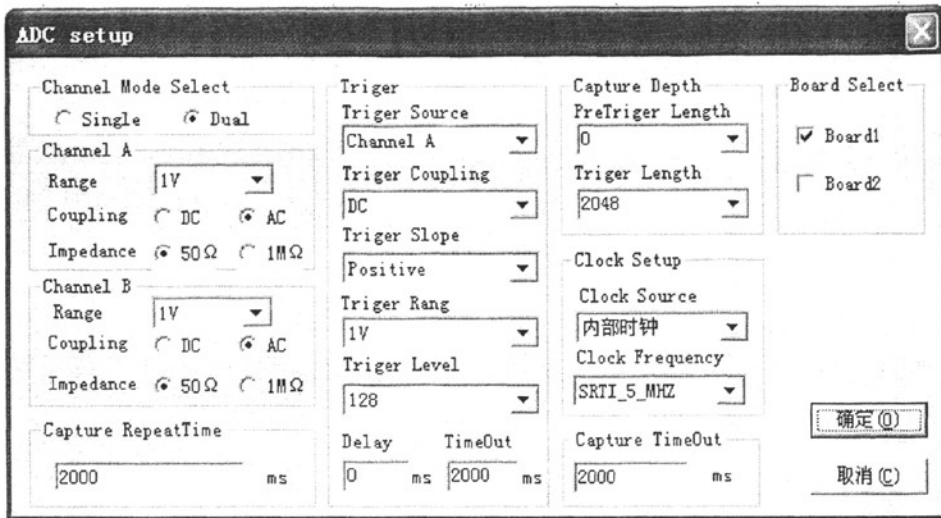 ADC setup
Channel Mode Select
Single Dual
Channel A
Range 1V
Coupling DC AC
Impedance 50Ω 1MΩ
Channel B
Range 1V
Coupling DC AC
Impedance 50Ω 1MΩ
Capture RepeatTime
2000 ms
Triger
Triger Source
Channel A
Triger Coupling
DC
Triger Slope
Positive
Triger Rang
1V
Triger Level
128
Delay TimeOut
0 ms 2000 ms
Capture Depth
PreTriger Length
0
Triger Length
2048
Clock Setup
Clock Source
内部时钟
Clock Frequency
SRTI_5_MHZ
Capture TimeOut
2000 ms
Board Select
Board1
Board2
确定(O)
取消(C)